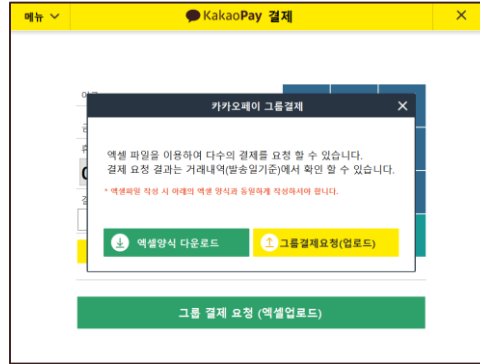 메뉴
KakaoPay 결제
카카오페이 그룹결제
엑셀 파일을 이용하여 다수의 결제를 요청 할 수 있습니다.
결제 요청 결과는 거래내역(발송일기준)에서 확인 할 수 있습니다.
* 엑셀파일 작성 시 아래의 엑셀 양식과 동일하게 작성하셔야 합니다.
엑셀양식 다운로드
그룹결제요청(업로드)
그룹 결제 요청 (엑셀업로드)